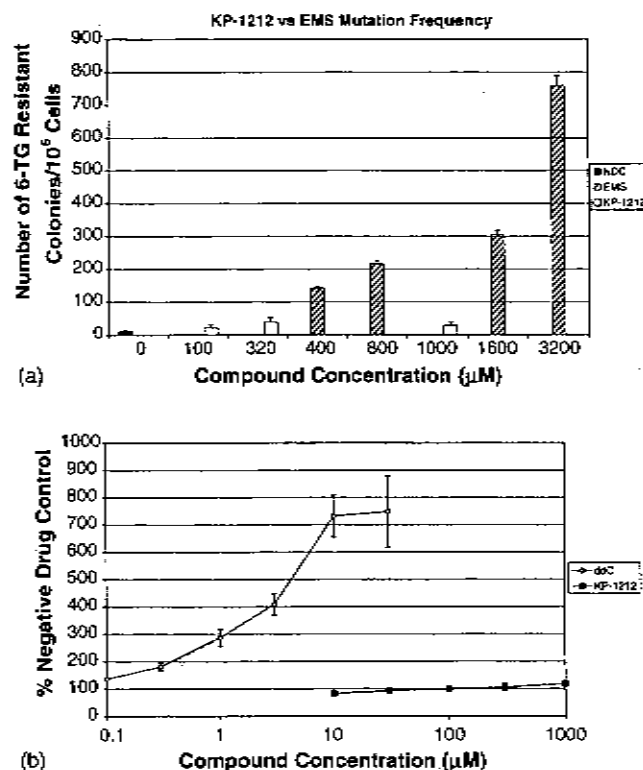 KP-1212 vs EMS Mutation Frequency
Number of 6-TG Resistant
Colonies/10⁶ Cells
900
800
700
600
500
400
300
200
100
0
0 100 320 400 800 1000 1600 3200
EMS
KP-1212
(a)
Compound Concentration (µM)
% Negative Drug Control
1000
900
800
700
600
500
400
300
200
100
0
0.1 1 10 100 1000
ddC
KP-1212
(b)
Compound Concentration (µM)